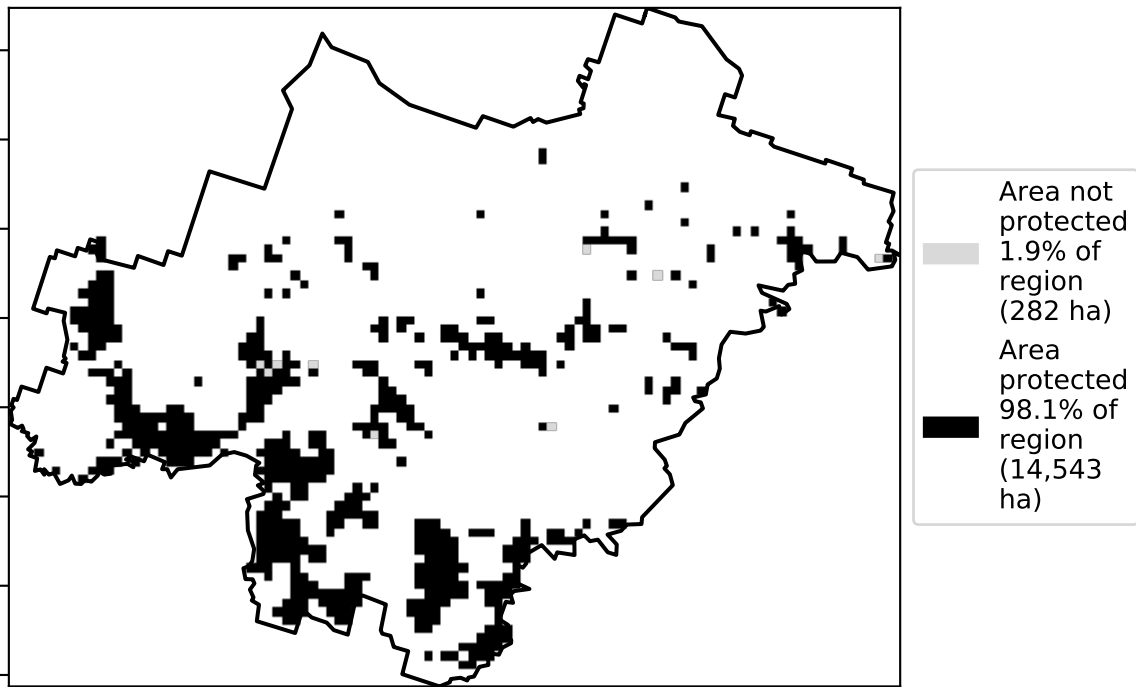 Area not
protected
1.9% of
region
(282 ha)
Area
protected
98.1% of
region
(14,543
ha)